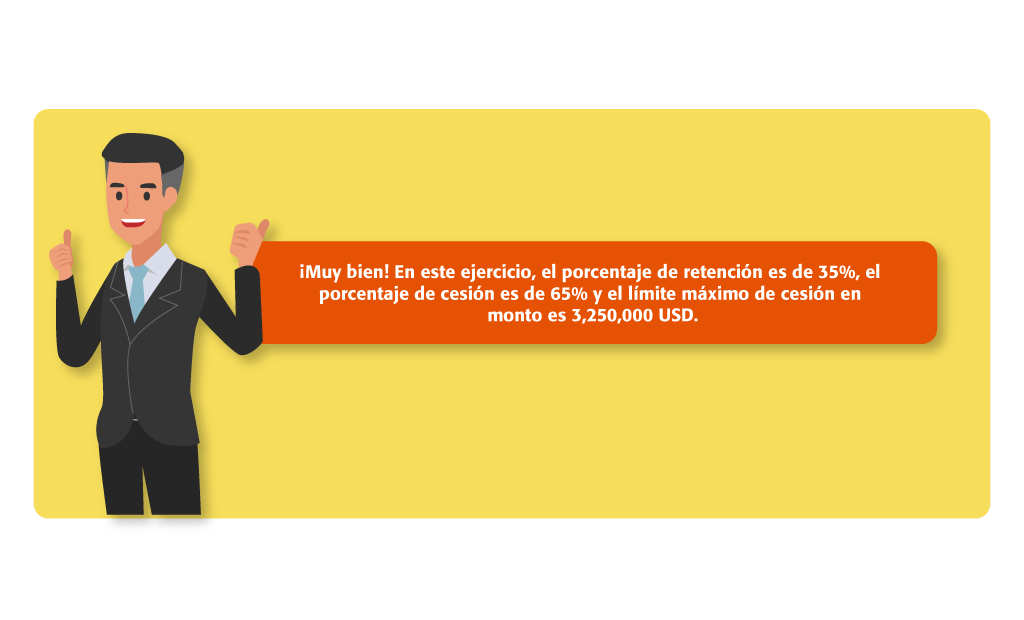 ¡Muy bien! En este ejercicio, el porcentaje de retención es de 35%, el
porcentaje de cesión es de 65% y el límite máximo de cesión en
monto es 3,250,000 USD.